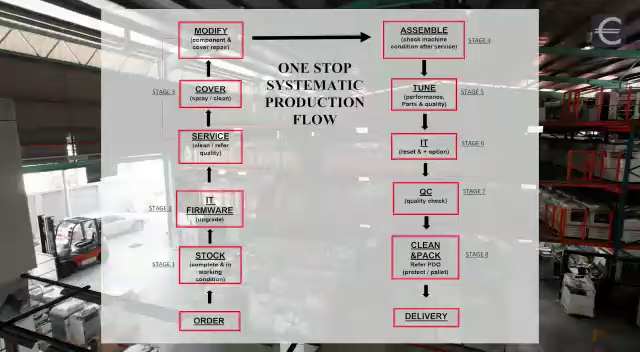 MODIFY
(component &
cover repair)
ASSEMBLE
(check machine
condition after service)
STAGE 4
ONE STOP
SYSTEMATIC
PRODUCTION
FLOW
STAGE 3
COVER
(spray / clean)
TUNE
(performance,
Parts & quality)
STAGE 5
SERVICE
(clean / refer
quality)
IT
(reset & + option)
STAGE 6
STAGE 2
IT
FIRMWARE
(upgrade)
QC
(quality check)
STAGE 7
STAGE 1
STOCK
(complete & in
working
condition)
CLEAN
&PACK
Refer PDO
(protect / pallet)
STAGE 8
ORDER
DELIVERY
€